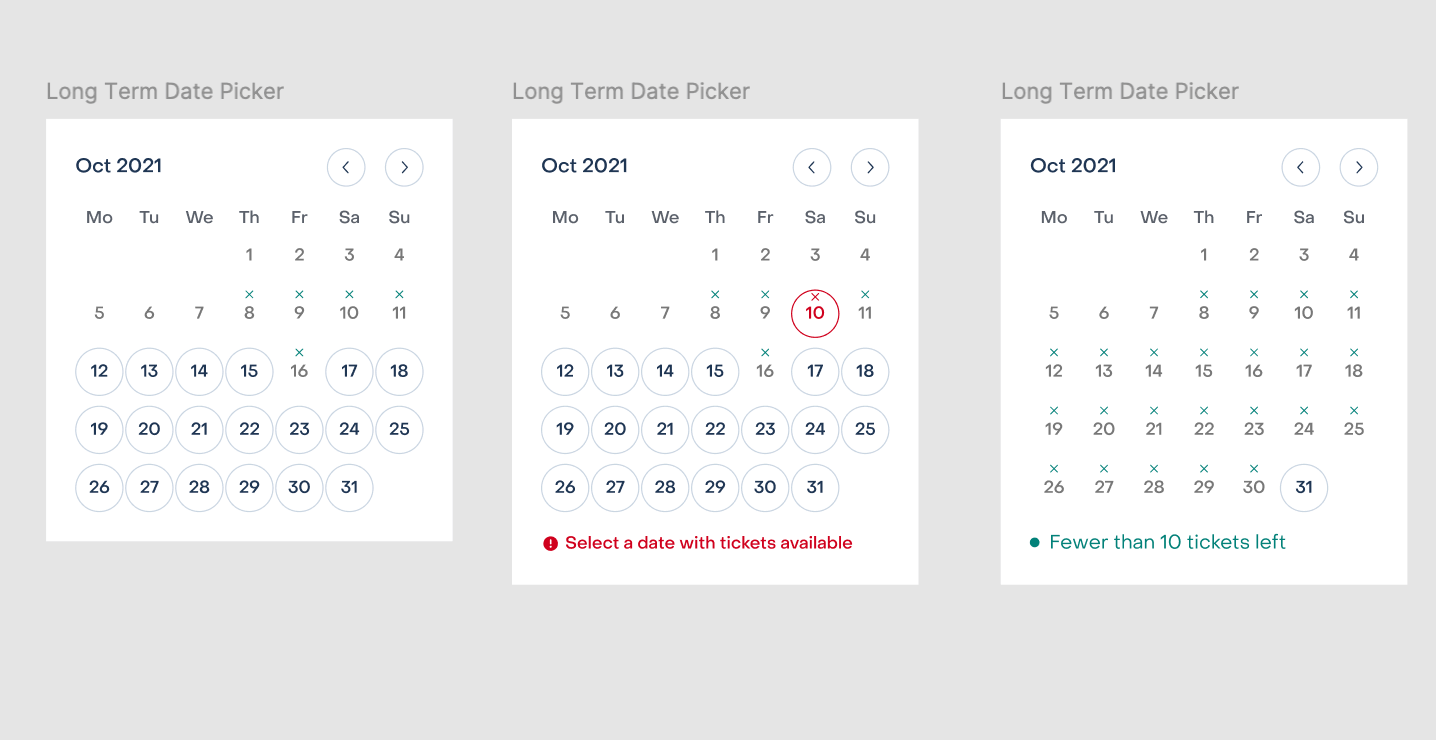 Long Term Date Picker
Oct 2021
Mo Tu We Th Fr Sa Su
1 2 3 4
5 6 7 8 9 10 11
12 13 14 15 16 17 18
19 20 21 22 23 24 25
26 27 28 29 30 31
Long Term Date Picker
Oct 2021
Mo Tu We Th Fr Sa Su
1 2 3 4
5 6 7 8 9 10 11
12 13 14 15 16 17 18
19 20 21 22 23 24 25
26 27 28 29 30 31
Select a date with tickets available
Long Term Date Picker
Oct 2021
Mo Tu We Th Fr Sa Su
1 2 3 4
5 6 7 8 9 10 11
12 13 14 15 16 17 18
19 20 21 22 23 24 25
26 27 28 29 30 31
Fewer than 10 tickets left